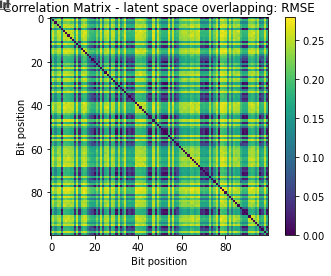 Correlation Matrix - latent space overlapping: RMSE
0
20
40
60
80
Bit position
0 20 40 60 80
Bit position
0.25
0.20
0.15
0.10
0.05
0.00